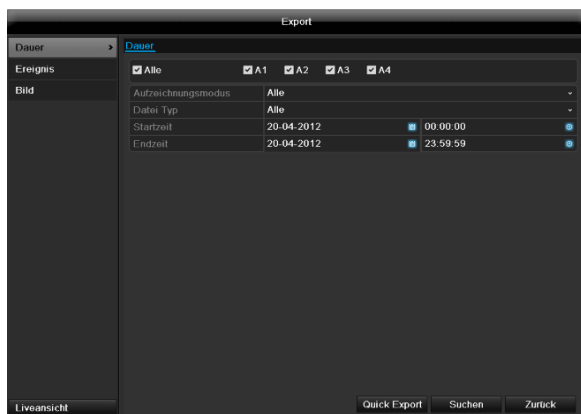 Export
Dauer
Ereignis
Bild
Liveansicht
Dauer
Alle A1 A2 A3 A4
Aufzeichnungsmodus Alle
Datei Typ Alle
Startzeit 20-04-2012 00:00:00
Endzeit 20-04-2012 23:59:59
Quick Export Suchen Zurück